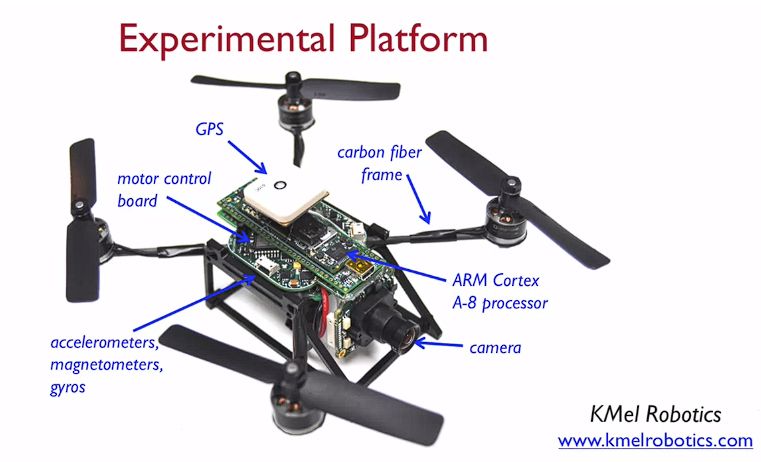 Experimental Platform
GPS
carbon fiber
frame
motor control
board
ARM Cortex
A-8 processor
accelerometers,
magnetometers,
gyros
camera
KMel Robotics
www.kmelrobotics.com